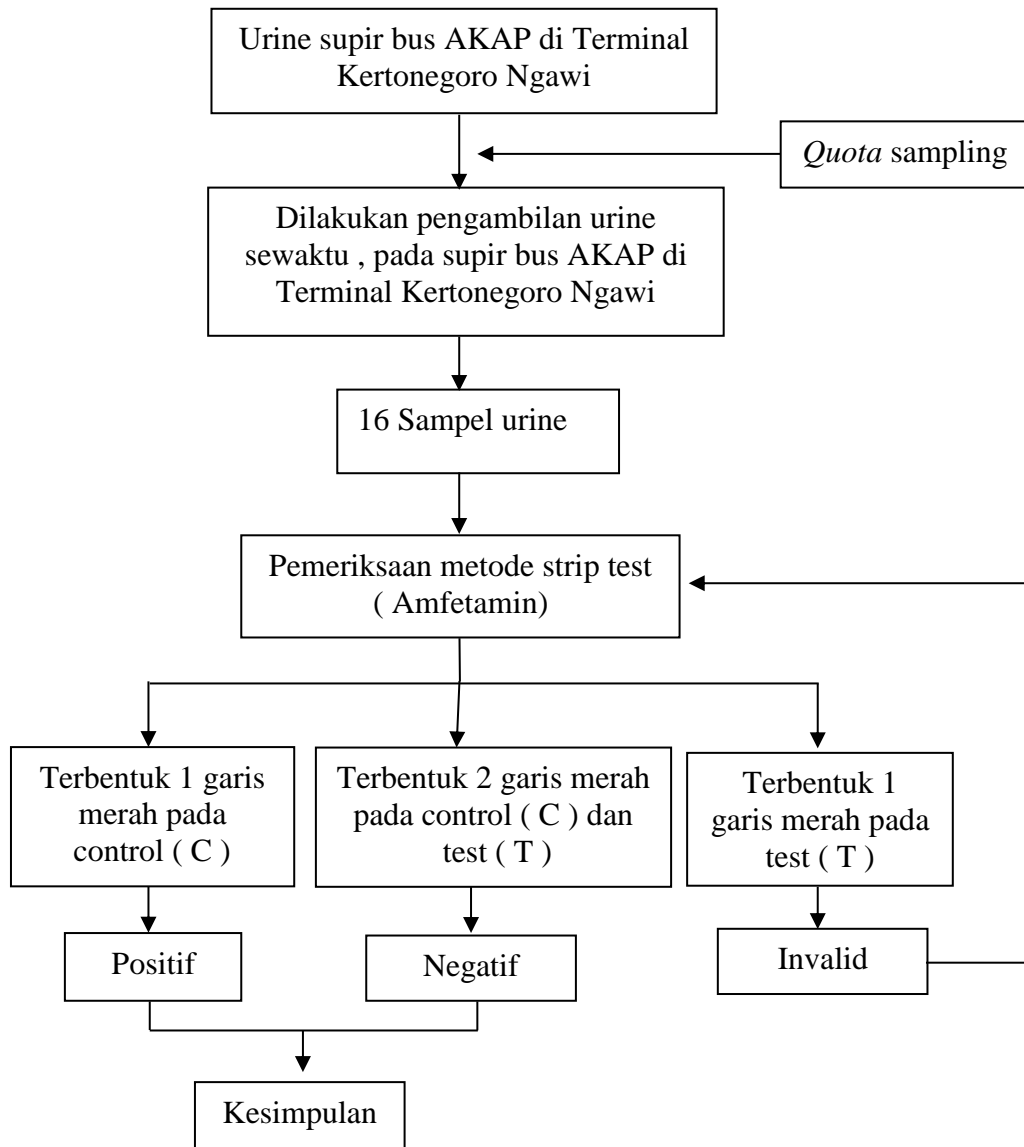 Urine supir bus AKAP di Terminal
Kertonegoro Ngawi
Quota sampling
Dilakukan pengambilan urine
sewaktu , pada supir bus AKAP di
Terminal Kertonegoro Ngawi
16 Sampel urine
Pemeriksaan metode strip test
( Amfetamin)
Terbentuk 1 garis
merah pada
control ( C )
Terbentuk 2 garis merah
pada control ( C ) dan
test ( T )
Terbentuk 1
garis merah pada
test ( T )
Positif
Negatif
Invalid
Kesimpulan